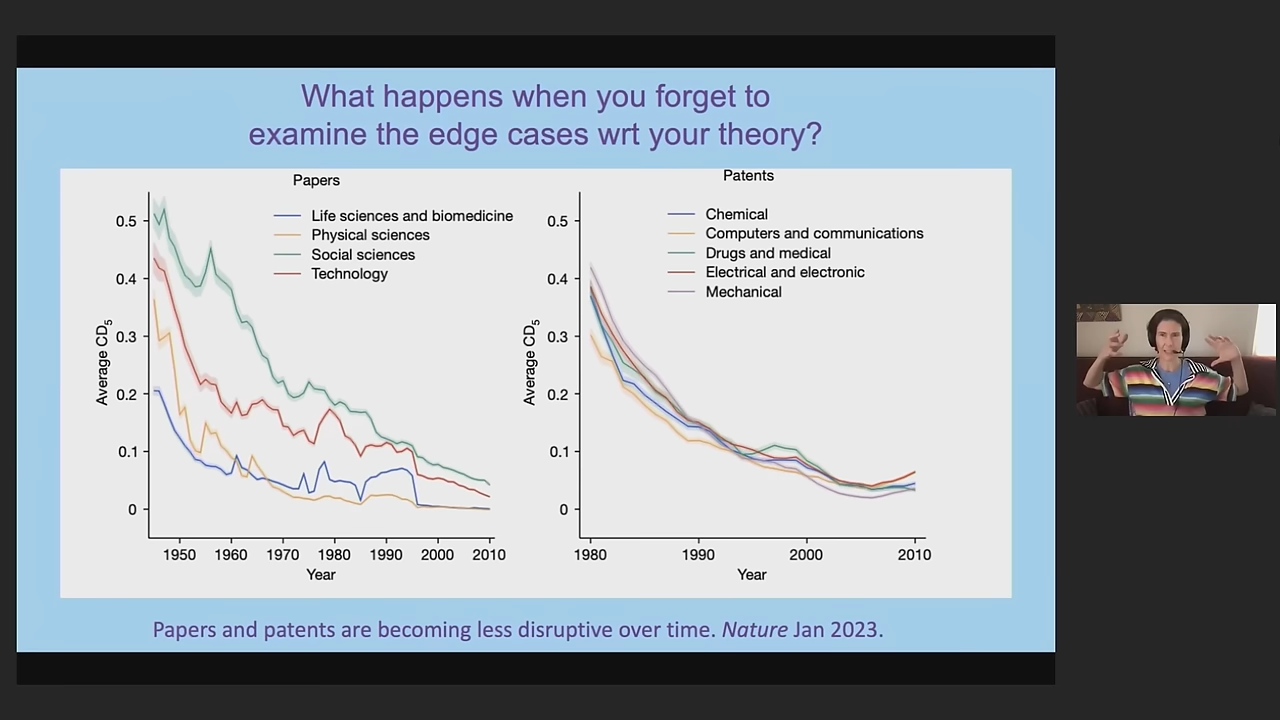 What happens when you forget to
examine the edge cases wrt your theory?
Papers
Life sciences and biomedicine
Physical sciences
Social sciences
Technology
0.5
0.4
0.3
0.2
0.1
0
Average CD5
1950 1960 1970 1980 1990 2000 2010
Year
Patents
Chemical
Computers and communications
Drugs and medical
Electrical and electronic
Mechanical
0.5
0.4
0.3
0.2
0.1
0
Average CD5
1980 1990 2000 2010
Year
Papers and patents are becoming less disruptive over time. Nature Jan 2023.